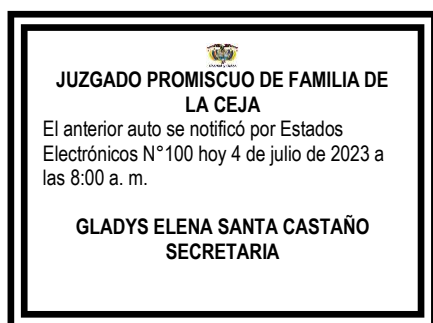 JUZGADO PROMISCUO DE FAMILIA DE
LA CEJA
El anterior auto se notificó por Estados
Electrónicos N°100 hoy 4 de julio de 2023 a
las 8:00 a. m.
GLADYS ELENA SANTA CASTAÑO
SECRETARIA